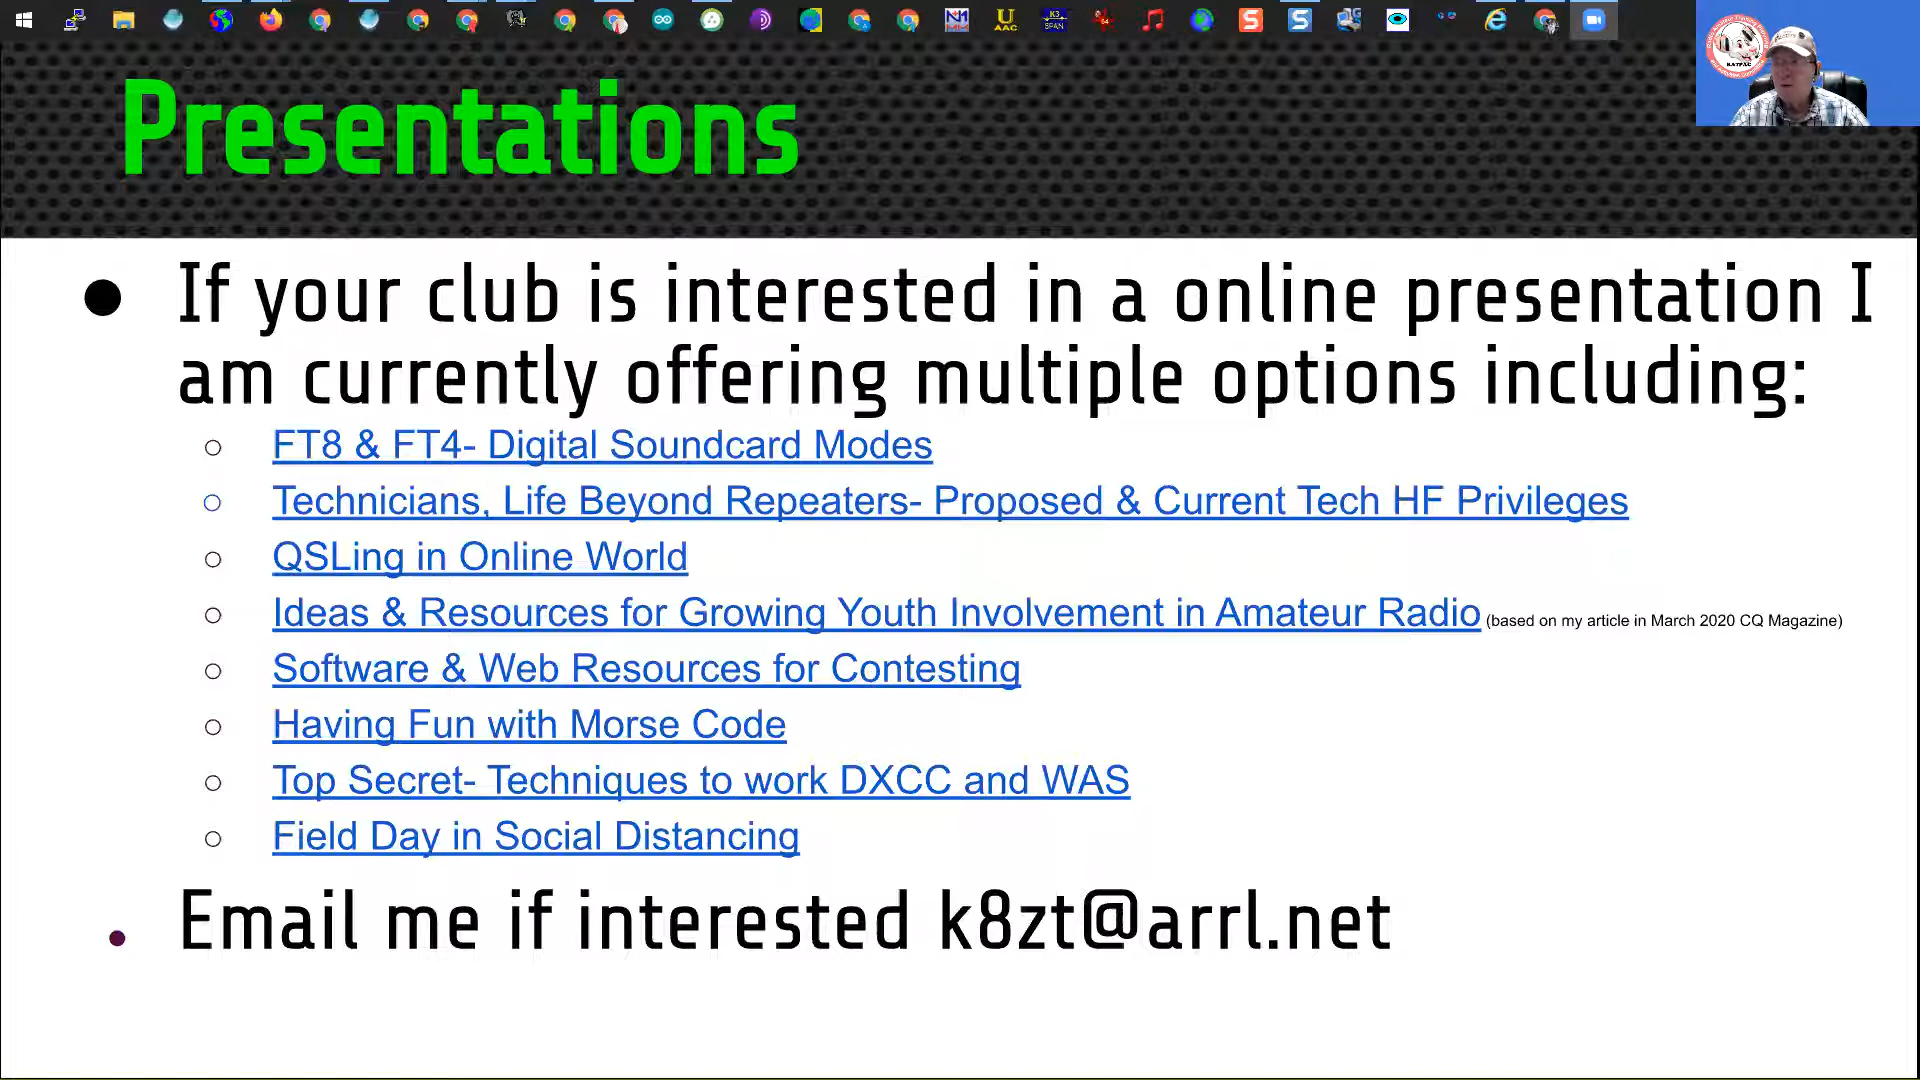 Presentations
If your club is interested in a online presentation I
am currently offering multiple options including:
FT8 & FT4- Digital Soundcard Modes
Technicians, Life Beyond Repeaters- Proposed & Current Tech HF Privileges
QSLing in Online World
Ideas & Resources for Growing Youth Involvement in Amateur Radio (based on my article in March 2020 CQ Magazine)
Software & Web Resources for Contesting
Having Fun with Morse Code
Top Secret- Techniques to work DXCC and WAS
Field Day in Social Distancing
Email me if interested k8zt@arrl.net